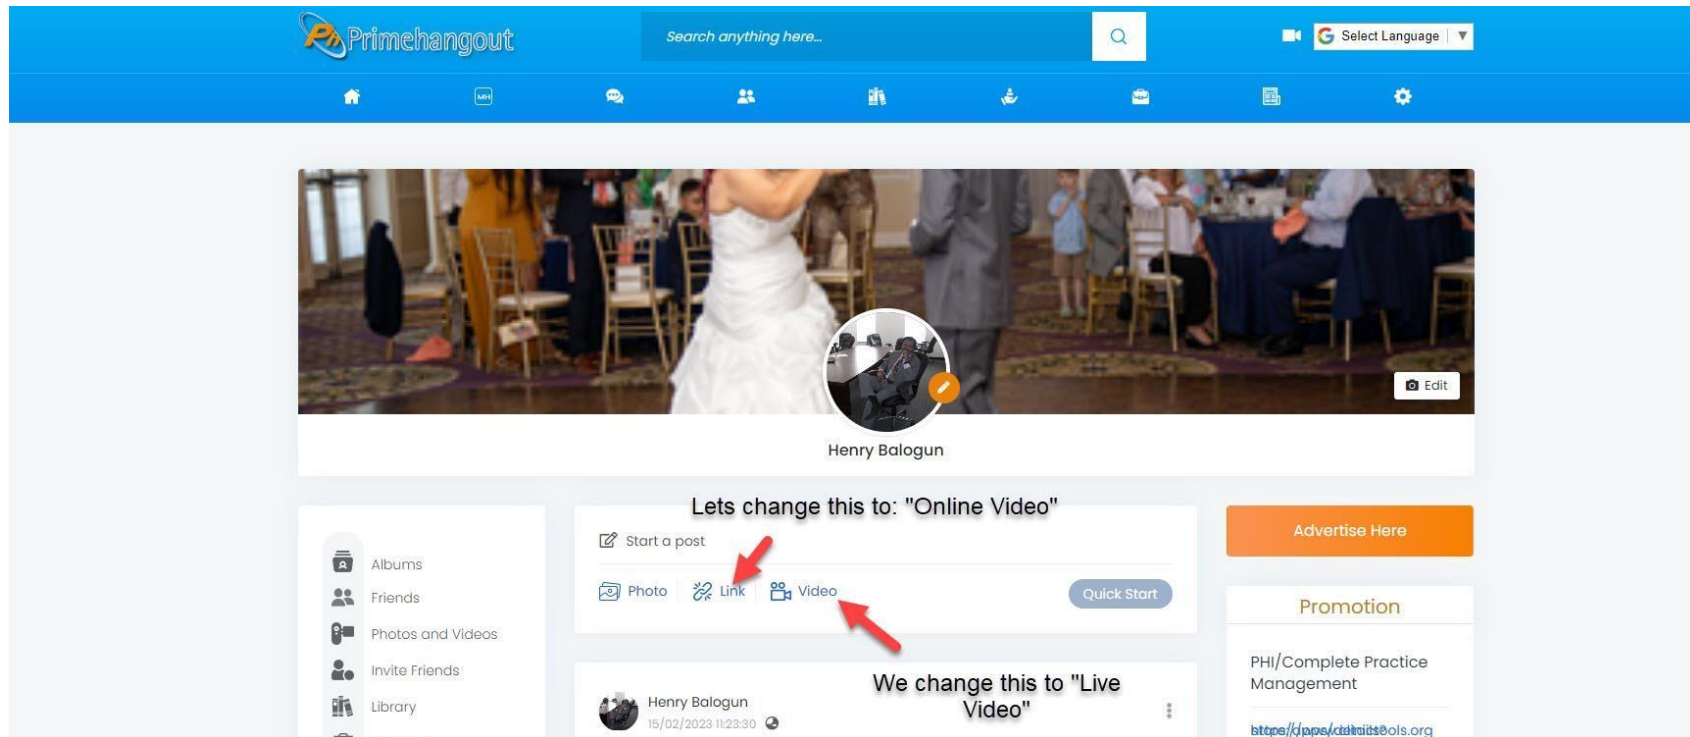 Primehangout
Search anything here...
Select Language
MH
Edit
Henry Balogun
Lets change this to: "Online Video"
Start a post
Photo
Link
Video
Quick Start
We change this to "Live
Video"
Albums
Friends
Photos and Videos
Invite Friends
Library
Henry Balogun
15/02/2023 11:23:30
Advertise Here
Promotion
PHI/Complete Practice
Management